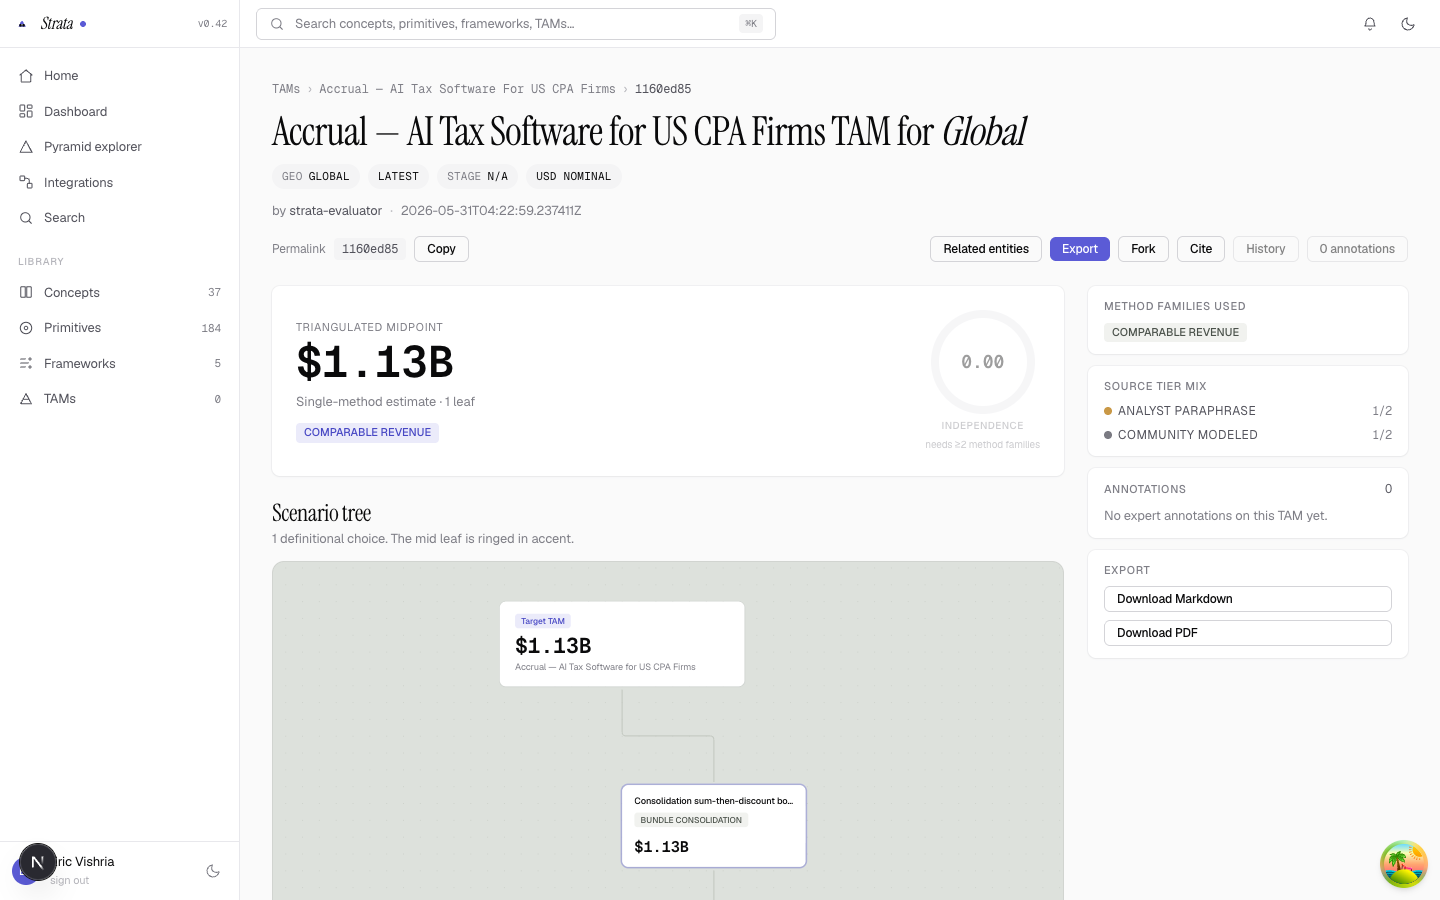 Strata
v0.42
Search concepts, primitives, frameworks, TAMs...
⌘K
Home
Dashboard
Pyramid explorer
Integrations
Search
LIBRARY
Concepts 37
Primitives 184
Frameworks 5
TAMs 0
N
ric Vishria
sign out
TAMs › Accrual — AI Tax Software For US CPA Firms › 1160ed85
Accrual — AI Tax Software for US CPA Firms TAM for Global
GEO GLOBAL
LATEST
STAGE N/A
USD NOMINAL
by strata-evaluator · 2026-05-31T04:22:59.237411Z
Permalink 1160ed85 Copy
Related entities
Export
Fork
Cite
History
0 annotations
TRIANGULATED MIDPOINT
$1.13B
Single-method estimate · 1 leaf
COMPARABLE REVENUE
0.00
INDEPENDENCE
needs ≥2 method families
Scenario tree
1 definitional choice. The mid leaf is ringed in accent.
Target TAM
$1.13B
Accrual — AI Tax Software for US CPA Firms
Consolidation sum-then-discount bo...
BUNDLE CONSOLIDATION
$1.13B
METHOD FAMILIES USED
COMPARABLE REVENUE
SOURCE TIER MIX
ANALYST PARAPHRASE 1/2
COMMUNITY MODELED 1/2
ANNOTATIONS 0
No expert annotations on this TAM yet.
EXPORT
Download Markdown
Download PDF